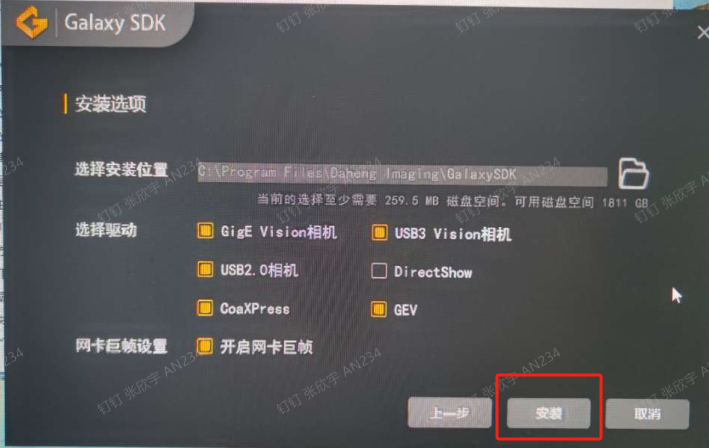 Galaxy SDK
安装选项
选择安装位置 C:\Program Files\Daheng Imaging\GalaxySDK
当前的选择至少需要 259.5 MB 磁盘空间。可用磁盘空间 1811 GB
选择驱动 GigE Vision相机 USB3 Vision相机
USB2.0相机 DirectShow
CoaXPress GEV
网卡巨帧设置 开启网卡巨帧
上一步 安装 取消
钉钉 张欣宇 AN234